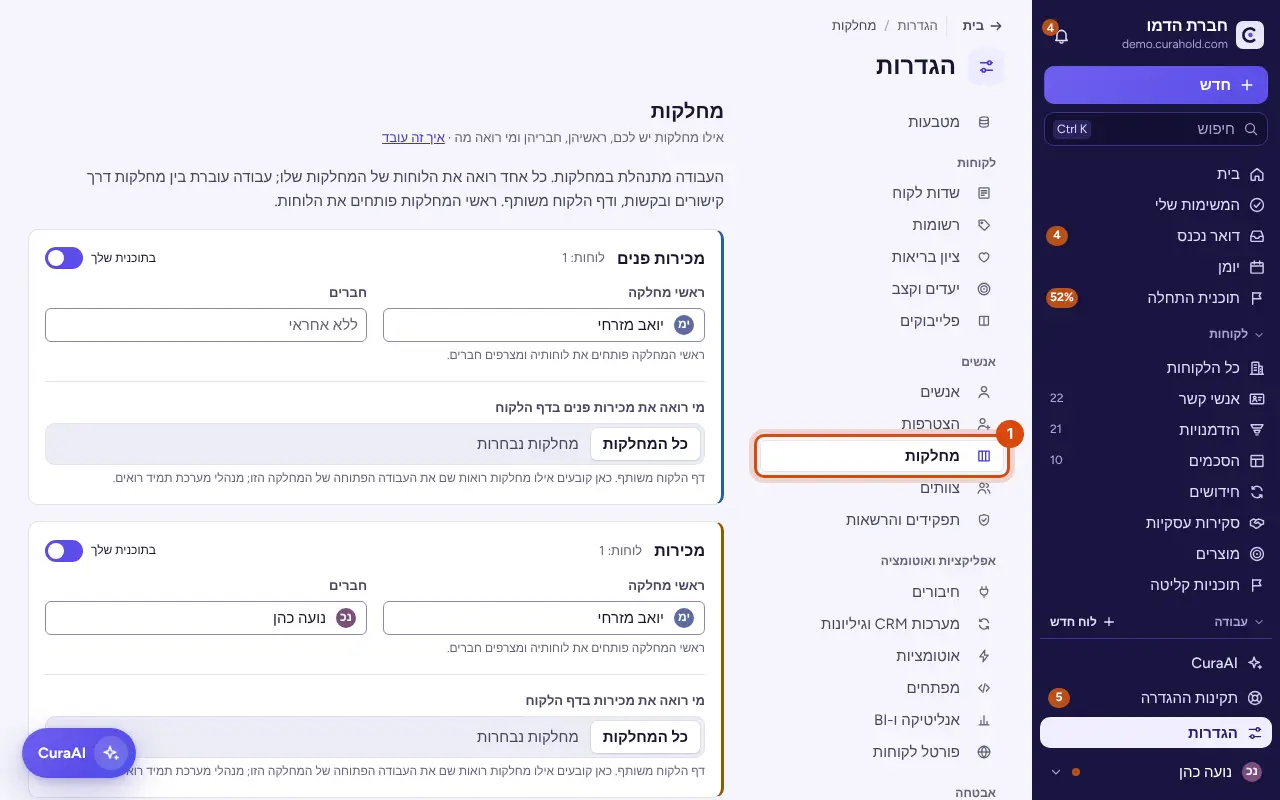 חברת הדמו
demo.curahold.com
4
חדש
חיפוש
Ctrl K
בית
המשימות שלי
דואר נכנס
4
יומן
תוכנית התחלה
52%
לקוחות
כל הלקוחות
אנשי קשר
22
הזדמנויות
21
הסכמים
10
חידושים
סקירות עסקיות
מוצרים
תוכניות קליטה
עבודה
+ לוח חדש
CuraAI
תקינות ההגדרה
5
הגדרות
נכ
נועה כהן
בית
הגדרות / מחלקות
הגדרות
מטבעות
לקוחות
שדות לקוח
רשומות
ציון בריאות
יעדים וקצב
פלייבוקים
אנשים
אנשים
הצטרפות
1
מחלקות
צוותים
תפקידים והרשאות
אפליקציות ואוטומציה
חיבורים
מערכות CRM וגיליונות
אוטומציות
מפתחים
אנליטיקה ו-BI
פורטל לקוחות
אבטחה
מחלקות
אילו מחלקות יש לכם, ראשיהן, חבריהן ומי רואה מה · איך זה עובד
העבודה מתנהלת במחלקות. כל אחד רואה את הלוחות של המחלקות שלו; עבודה עוברת בין מחלקות דרך
קישורים ובקשות, ודף הלקוח משותף. ראשי המחלקות פותחים את הלוחות.
מכירות פנים
לוחות: 1
בתוכנית שלך
ראשי מחלקה
חברים
ימ
יואב מזרחי
ללא אחראי
ראשי המחלקה פותחים את לוחותיה ומצרפים חברים.
מי רואה את מכירות פנים בדף הלקוח
כל המחלקות
מחלקות נבחרות
דף הלקוח משותף. כאן קובעים אילו מחלקות רואות שם את העבודה הפתוחה של המחלקה הזו; מנהלי מערכת תמיד רואים.
מכירות
לוחות: 1
בתוכנית שלך
ראשי מחלקה
חברים
ימ
יואב מזרחי
נכ
נועה כהן
ראשי המחלקה פותחים את לוחותיה ומצרפים חברים.
מי רואה את מכירות בדף הלקוח
כל המחלקות
מחלקות נבחרות
דף הלקוח משותף. כאן קובעים אילו מחלקות רואות שם את העבודה הפתוחה של המחלקה הזו; מנהלי מערכת תמיד
CuraAI